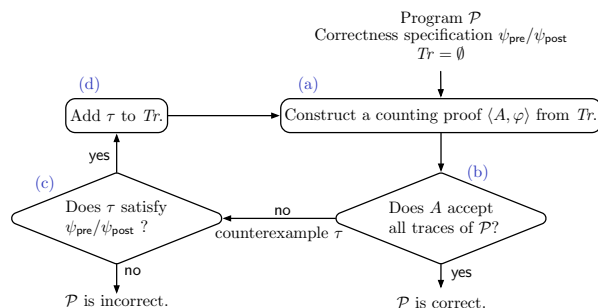 Program 𝒫
Correctness specification ψpre/ψpost
Tr = ∅
(d)
(a)
Add τ to Tr.
Construct a counting proof ⟨A, φ⟩ from Tr.
yes
(c)
(b)
Does τ satisfy
ψpre/ψpost ?
no
counterexample τ
Does A accept
all traces of 𝒫?
no
yes
𝒫 is incorrect.
𝒫 is correct.